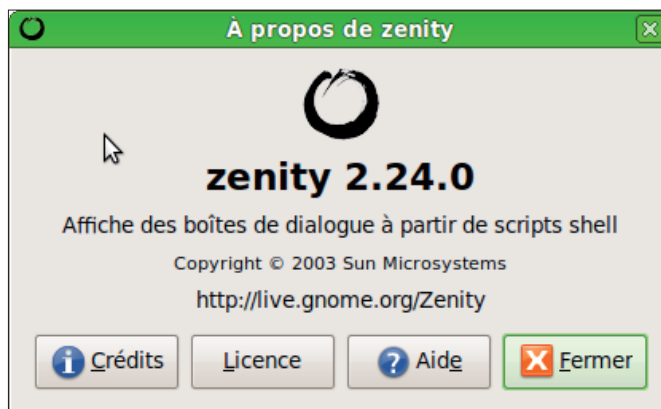 À propos de zenity
zenity 2.24.0
Affiche des boîtes de dialogue à partir de scripts shell
Copyright © 2003 Sun Microsystems
http://live.gnome.org/Zenity
Crédits Licence Aide Fermer